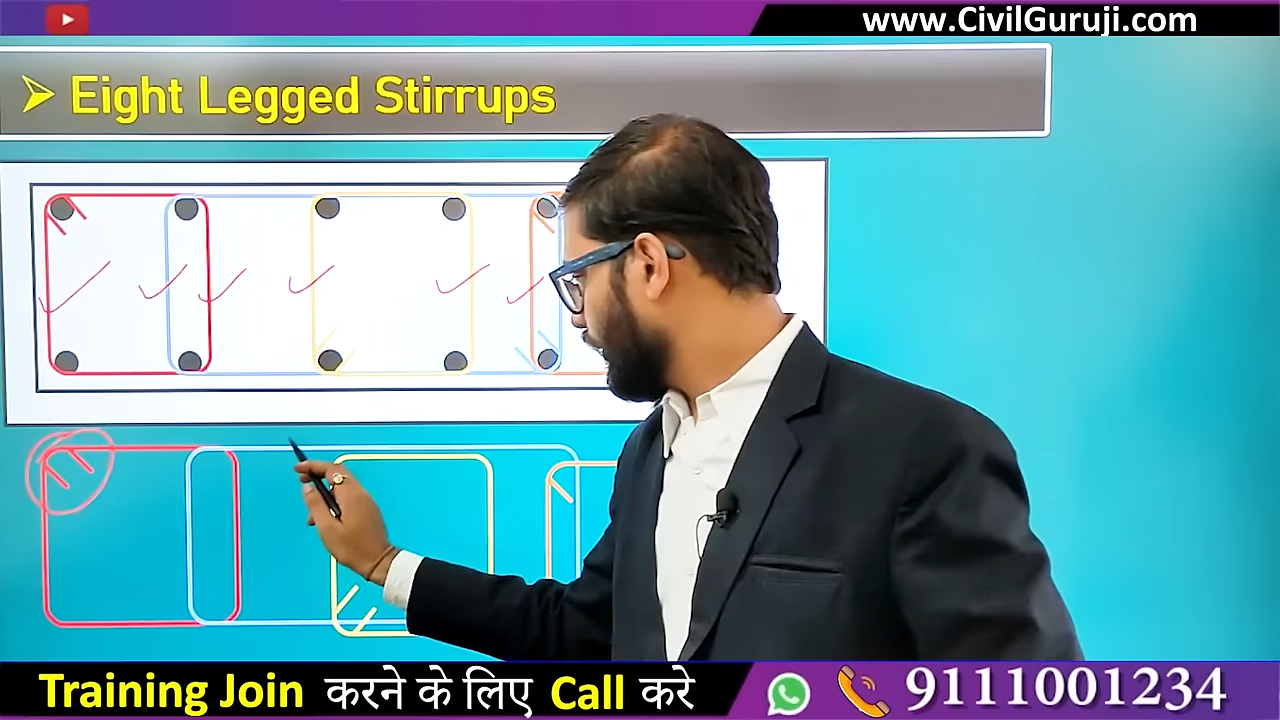 www.CivilGuruji.com
Eight Legged Stirrups
Training Join करने के लिए Call करे
9111001234